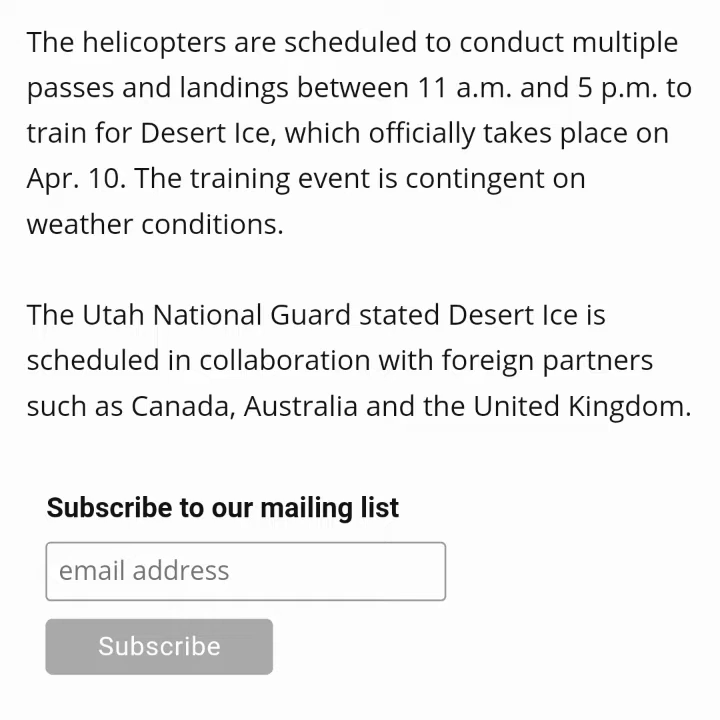 The helicopters are scheduled to conduct multiple
passes and landings between 11 a.m. and 5 p.m. to
train for Desert Ice, which officially takes place on
Apr. 10. The training event is contingent on
weather conditions.
The Utah National Guard stated Desert Ice is
scheduled in collaboration with foreign partners
such as Canada, Australia and the United Kingdom.
Subscribe to our mailing list
email address
Subscribe